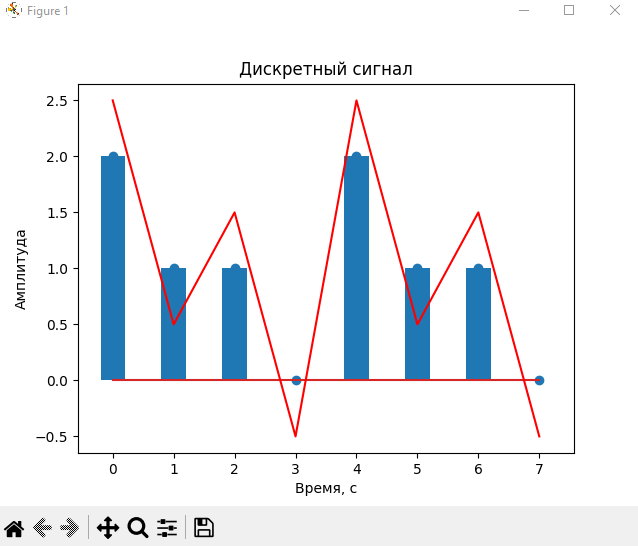 Figure 1
Дискретный сигнал
2.5
2.0
1.5
1.0
0.5
0.0
−0.5
Амплитуда
0 1 2 3 4 5 6 7
Время, с